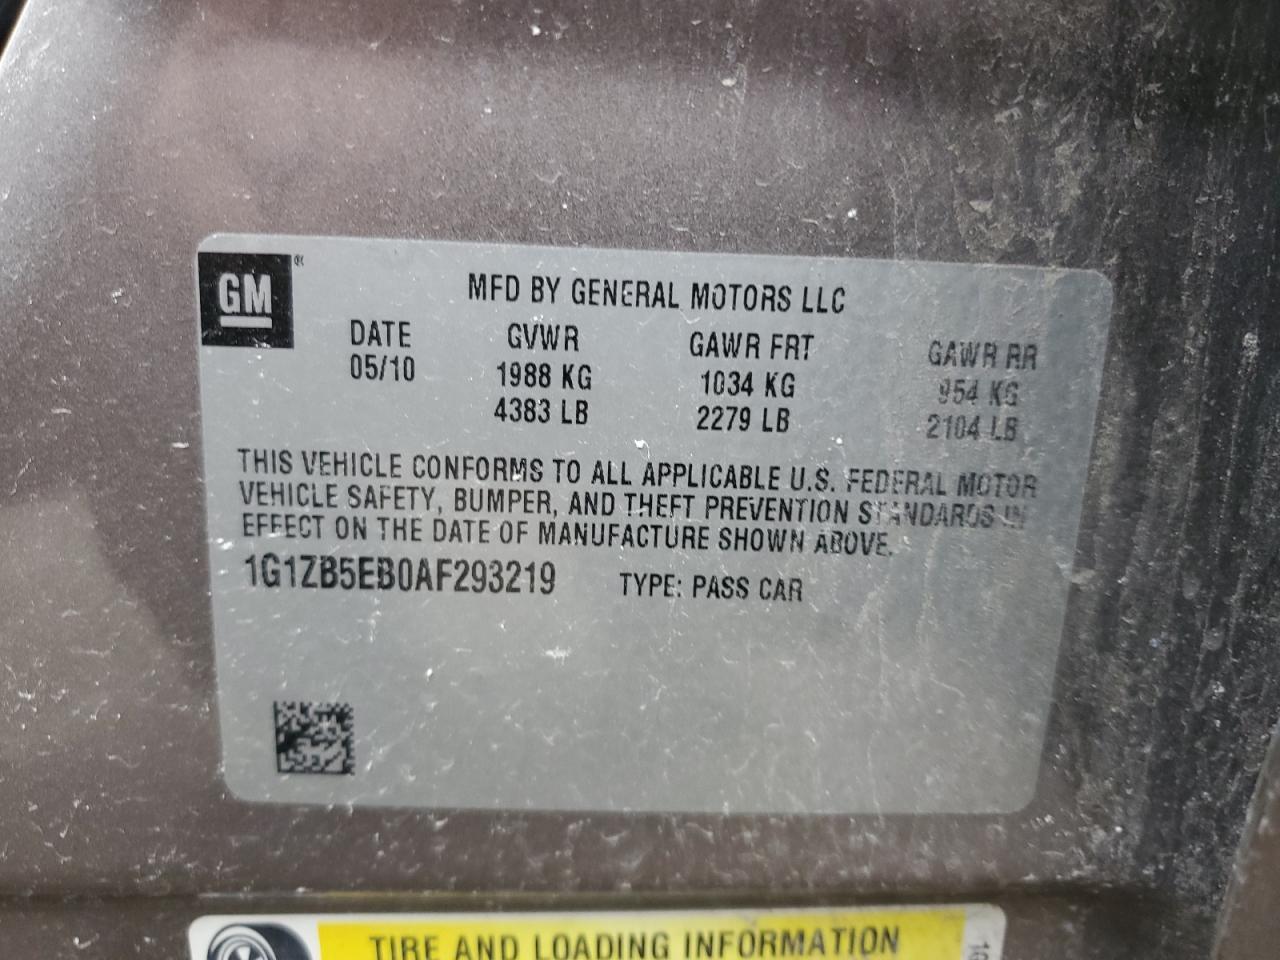 GM®
MFD BY GENERAL MOTORS LLC
DATE GVWR GAWR FRT GAWR RR
05/10 1988 KG 1034 KG 954 KG
4383 LB 2279 LB 2104 LB
THIS VEHICLE CONFORMS TO ALL APPLICABLE U.S. FEDERAL MOTOR
VEHICLE SAFETY, BUMPER, AND THEFT PREVENTION STANDARDS IN
EFFECT ON THE DATE OF MANUFACTURE SHOWN ABOVE.
1G1ZB5EB0AF293219 TYPE: PASS CAR
TIRE AND LOADING INFORMATION